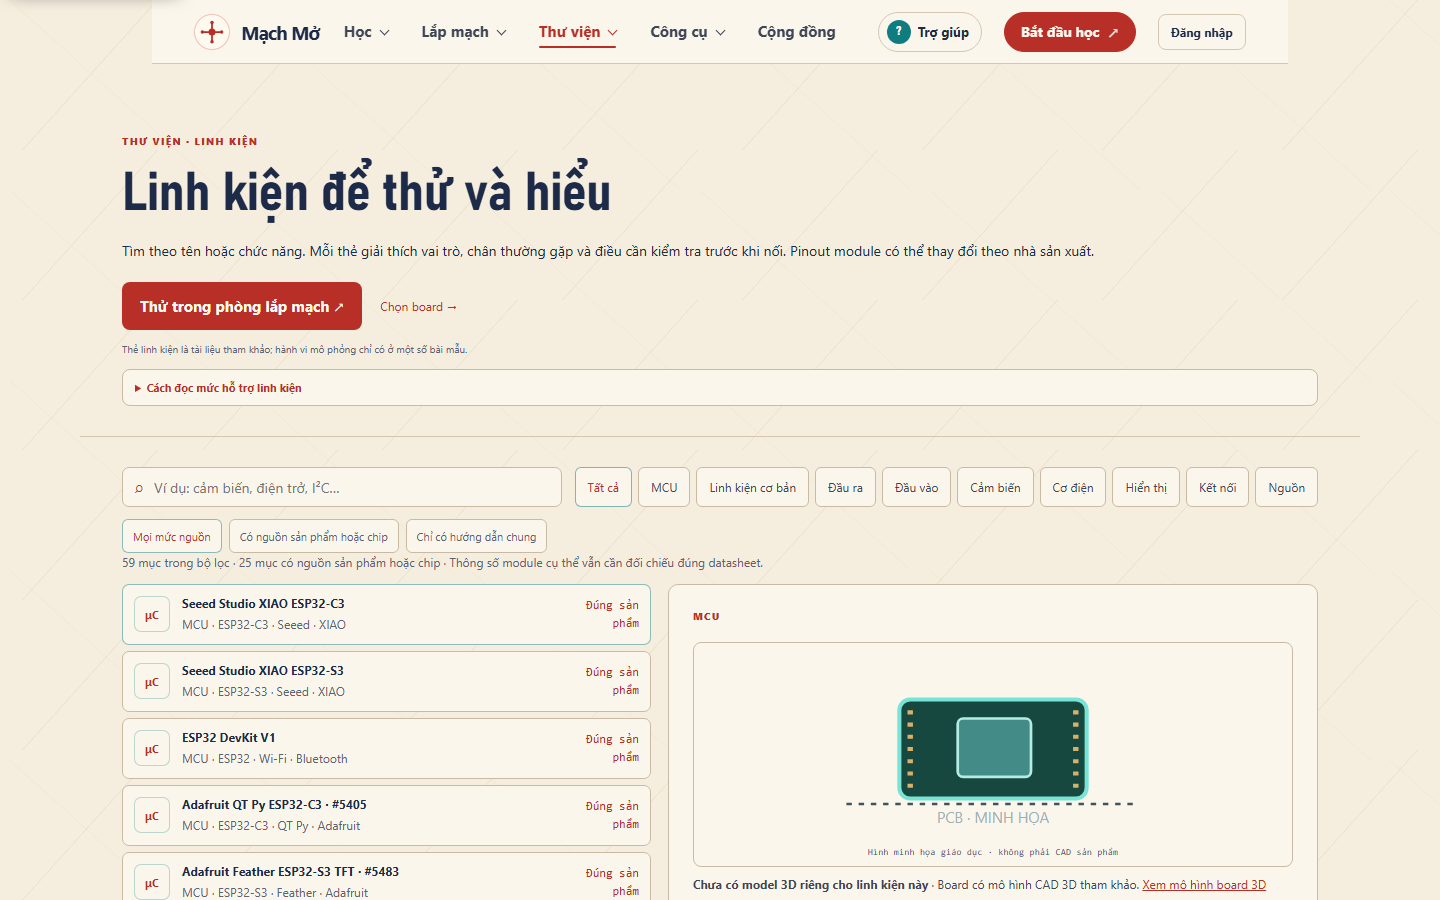 Mạch Mở
Học
Lắp mạch
Thư viện
Công cụ
Cộng đồng
? Trợ giúp
Bắt đầu học ↗
Đăng nhập
THƯ VIỆN · LINH KIỆN
Linh kiện để thử và hiểu
Tìm theo tên hoặc chức năng. Mỗi thẻ giải thích vai trò, chân thường gặp và điều cần kiểm tra trước khi nối. Pinout module có thể thay đổi theo nhà sản xuất.
Thử trong phòng lắp mạch ↗
Chọn board →
Thẻ linh kiện là tài liệu tham khảo; hành vi mô phỏng chỉ có ở một số bài mẫu.
▶ Cách đọc mức hỗ trợ linh kiện
Ví dụ: cảm biến, điện trở, I²C...
Tất cả
MCU
Linh kiện cơ bản
Đầu ra
Đầu vào
Cảm biến
Cơ điện
Hiển thị
Kết nối
Nguồn
Mọi mức nguồn
Có nguồn sản phẩm hoặc chip
Chỉ có hướng dẫn chung
59 mục trong bộ lọc · 25 mục có nguồn sản phẩm hoặc chip · Thông số module cụ thể vẫn cần đối chiếu đúng datasheet.
µC
Seeed Studio XIAO ESP32-C3
MCU · ESP32-C3 · Seeed · XIAO
Đúng sản
phẩm
µC
Seeed Studio XIAO ESP32-S3
MCU · ESP32-S3 · Seeed · XIAO
Đúng sản
phẩm
µC
ESP32 DevKit V1
MCU · ESP32 · Wi-Fi · Bluetooth
Đúng sản
phẩm
µC
Adafruit QT Py ESP32-C3 · #5405
MCU · ESP32-C3 · QT Py · Adafruit
Đúng sản
phẩm
µC
Adafruit Feather ESP32-S3 TFT · #5483
MCU · ESP32-S3 · Feather · Adafruit
Đúng sản
phẩm
MCU
PCB · MINH HỌA
Hình minh họa giáo dục · không phải CAD sản phẩm
Chưa có model 3D riêng cho linh kiện này · Board có mô hình CAD 3D tham khảo. Xem mô hình board 3D